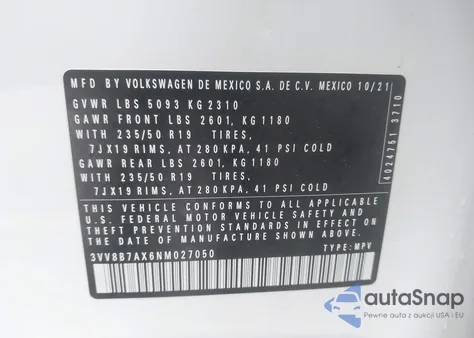 MFD BY VOLKSWAGEN DE MEXICO S.A. DE C.V. MEXICO 10/21
GVWR LBS 5093 KG 2310
GAWR FRONT LBS 2601, KG 1180
WITH 235/50 R19 TIRES,
7JX19 RIMS, AT 280 KPA, 41 PSI COLD
GAWR REAR LBS 2601, KG 1180
WITH 235/50 R19 TIRES,
7JX19 RIMS, AT 280 KPA, 41 PSI COLD
THIS VEHICLE CONFORMS TO ALL APPLICABLE
U.S. FEDERAL MOTOR VEHICLE SAFETY AND
THEFT PREVENTION STANDARDS IN EFFECT ON
THE DATE OF MANUFACTURE SHOWN ABOVE.
3VV8B7AX6NM027050 TYPE: MPV
4024751 3710
autoSnap
Pewne auta z aukcji USA i EU